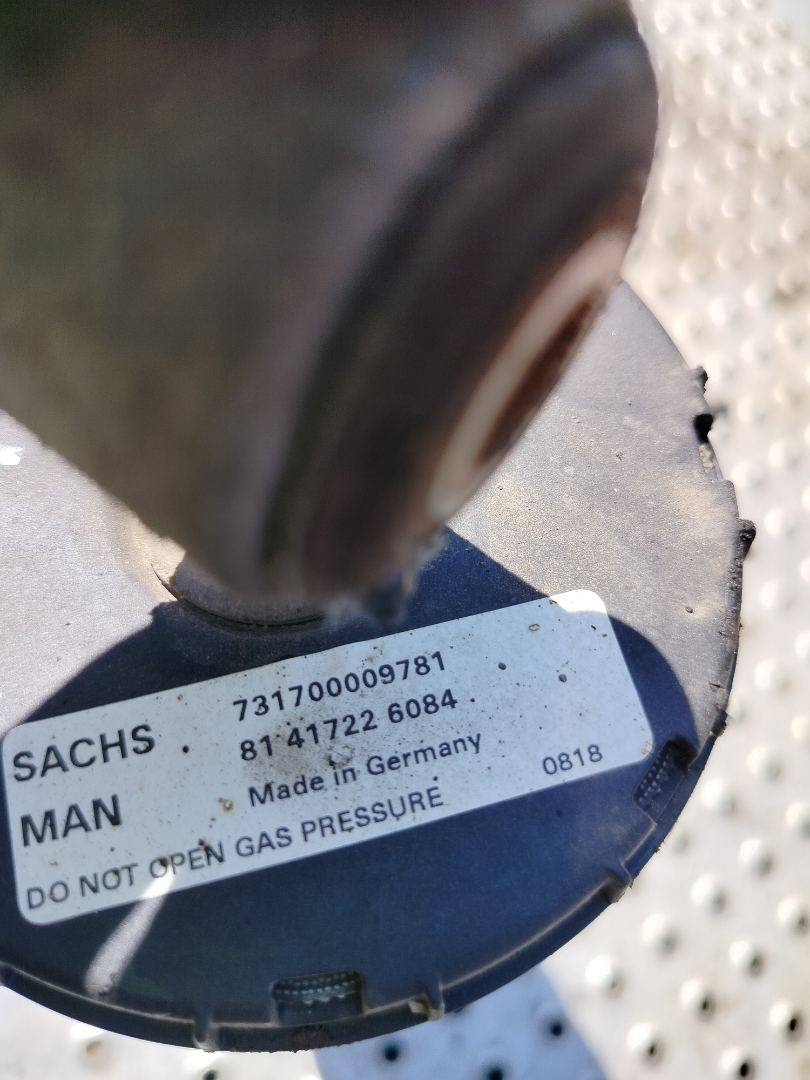 SACHS 731700009781
81 41722 6084
MAN Made in Germany 0818
DO NOT OPEN GAS PRESSURE